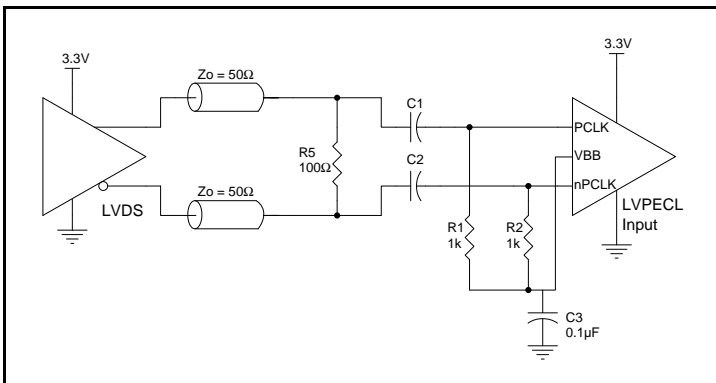 3.3V
3.3V
Zo = 50Ω
C1
PCLK
R5
100Ω
VBB
C2
nPCLK
Zo = 50Ω
LVDS
LVPECL
Input
R1
1k
R2
1k
C3
0.1µF